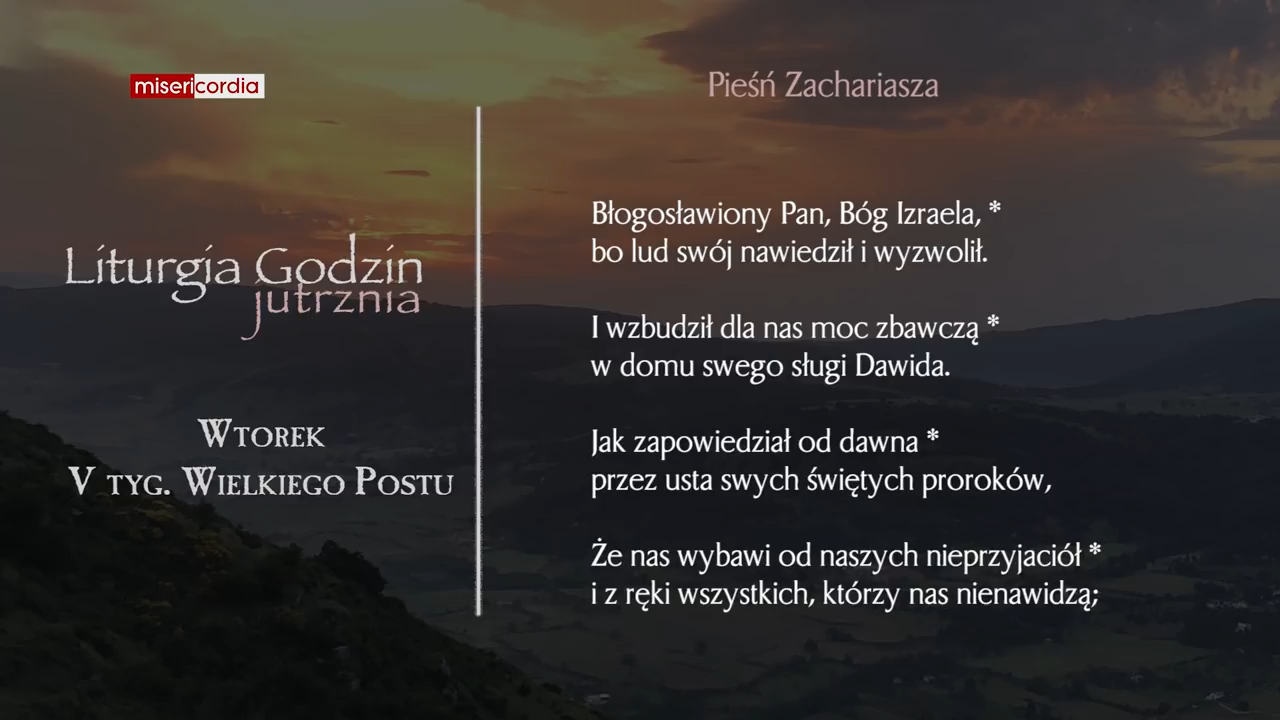 misericordia
Liturgia Godzin
jutrznia
Wtorek
V tyg. Wielkiego Postu
Pieśń Zachariasza
Błogosławiony Pan, Bóg Izraela, *
bo lud swój nawiedził i wyzwolił.
I wzbudził dla nas moc zbawczą *
w domu swego sługi Dawida.
Jak zapowiedział od dawna *
przez usta swych świętych proroków,
Że nas wybawi od naszych nieprzyjaciół *
i z ręki wszystkich, którzy nas nienawidzą;